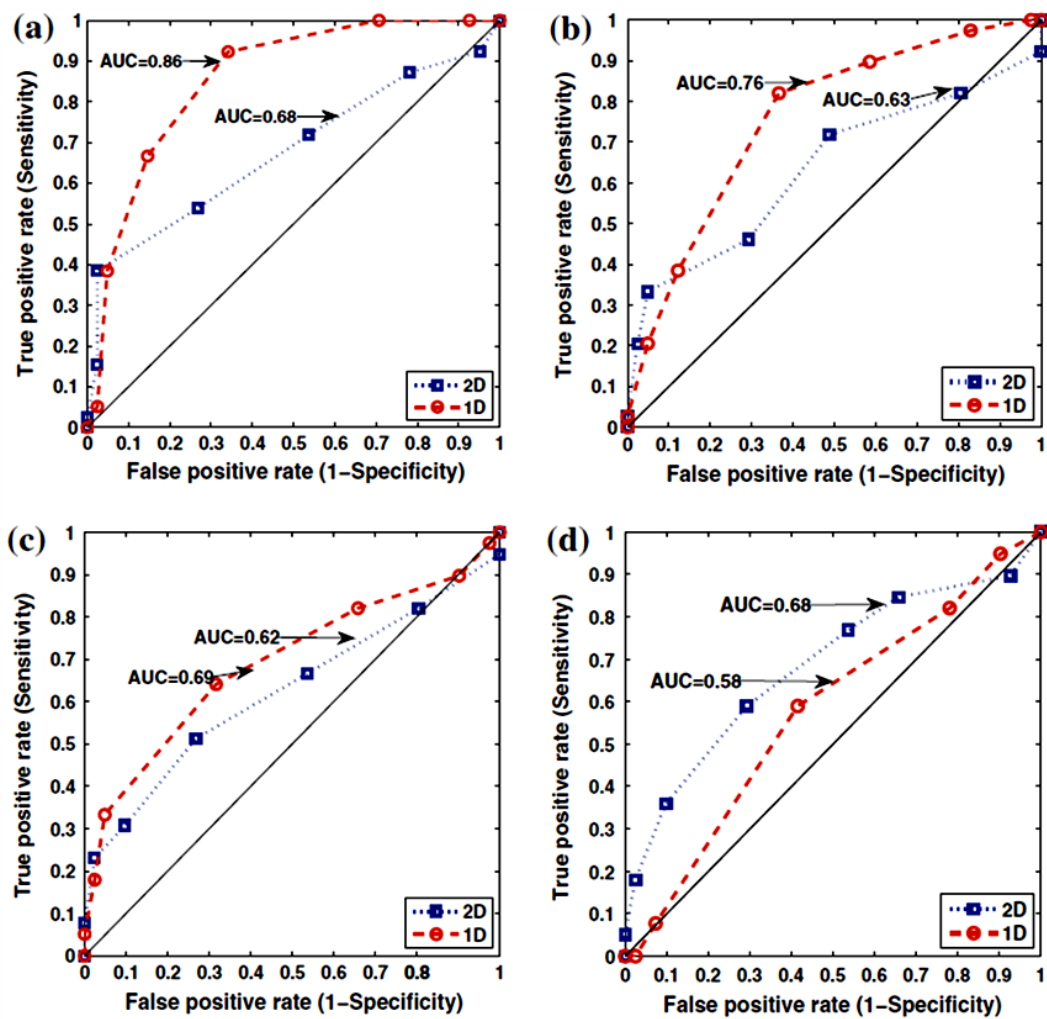 (a)
True positive rate (Sensitivity)
1
0.9
0.8
0.7
0.6
0.5
0.4
0.3
0.2
0.1
0
AUC=0.86
AUC=0.68
2D
1D
0.1 0.2 0.3 0.4 0.5 0.6 0.7 0.8 0.9 1
False positive rate (1−Specificity)
(b)
True positive rate (Sensitivity)
1
0.9
0.8
0.7
0.6
0.5
0.4
0.3
0.2
0.1
0
AUC=0.76
AUC=0.63
2D
1D
0.1 0.2 0.3 0.4 0.5 0.6 0.7 0.8 0.9 1
False positive rate (1−Specificity)
(c)
True positive rate (Sensitivity)
1
0.9
0.8
0.7
0.6
0.5
0.4
0.3
0.2
0.1
0
AUC=0.62
AUC=0.69
2D
1D
0 0.1 0.2 0.3 0.4 0.5 0.6 0.7 0.8 0.9 1
False positive rate (1−Specificity)
(d)
True positive rate (Sensitivity)
1
0.9
0.8
0.7
0.6
0.5
0.4
0.3
0.2
0.1
0
AUC=0.68
AUC=0.58
2D
1D
0 0.1 0.2 0.3 0.4 0.5 0.6 0.7 0.8 0.9 1
False positive rate (1−Specificity)